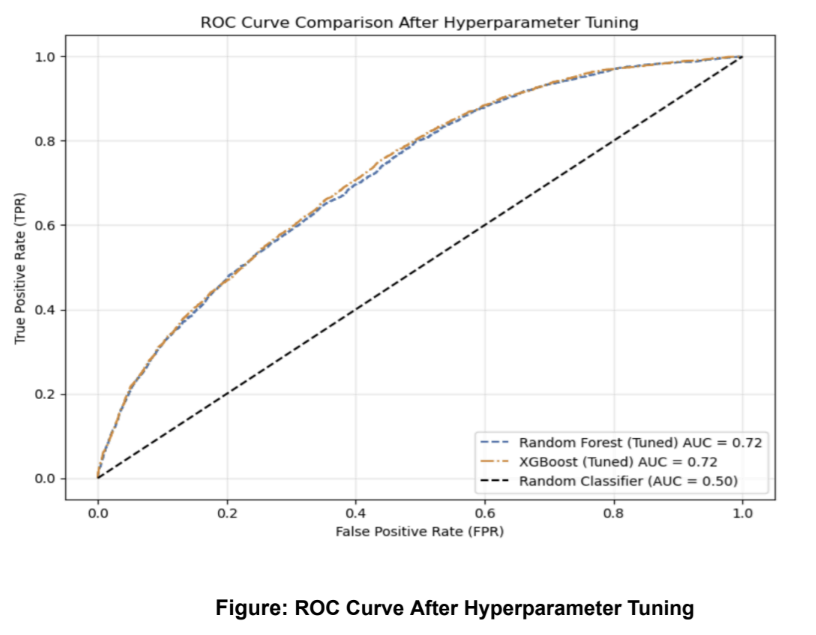 ROC Curve Comparison After Hyperparameter Tuning
1.0
0.8
0.6
0.4
0.2
0.0
True Positive Rate (TPR)
Random Forest (Tuned) AUC = 0.72
XGBoost (Tuned) AUC = 0.72
Random Classifier (AUC = 0.50)
0.0 0.2 0.4 0.6 0.8 1.0
False Positive Rate (FPR)
Figure: ROC Curve After Hyperparameter Tuning